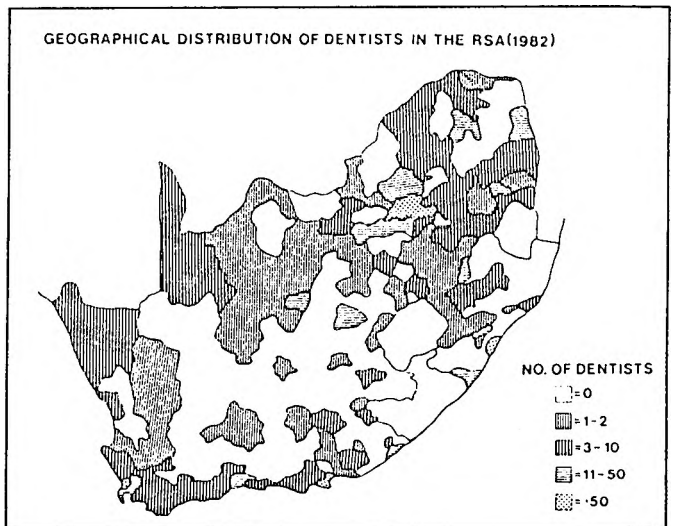 GEOGRAPHICAL DISTRIBUTION OF DENTISTS IN THE RSA(1982)
NO. OF DENTISTS
= 0
= 1-2
= 3-10
= 11-50
= ·50